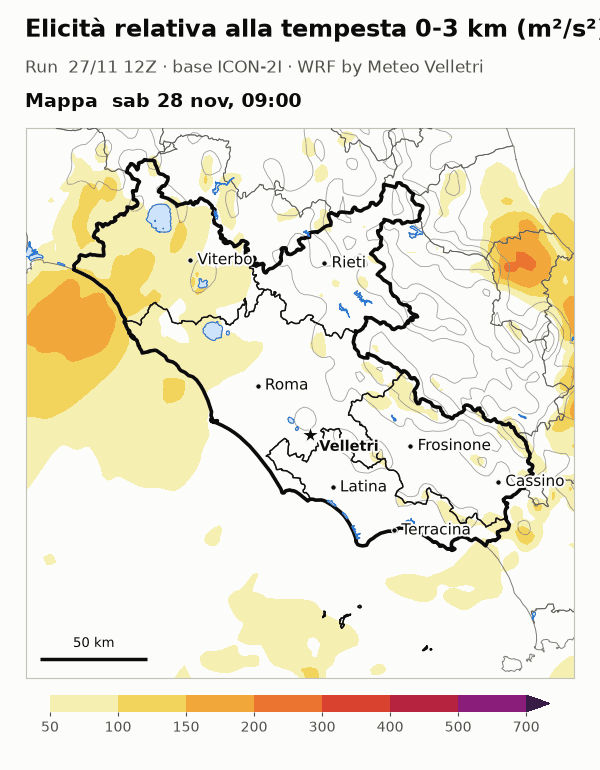 Elicità relativa alla tempesta 0-3 km (m²/s²)
Run 27/11 12Z · base ICON-2I · WRF by Meteo Velletri
Mappa sab 28 nov, 09:00
Viterbo
Rieti
Roma
Velletri
Frosinone
Latina
Cassino
Terracina
50 km
50 100 150 200 300 400 500 700